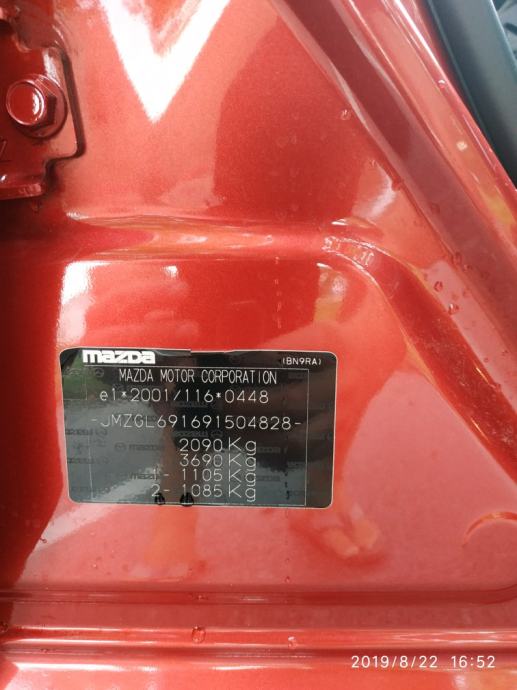 mazda
(BN9RA)
MAZDA MOTOR CORPORATION
e1*2001/116*0448
-JMZGL691691504828-
2090Kg
3690Kg
1-1105Kg
2-1085Kg
2019/8/22 16:52